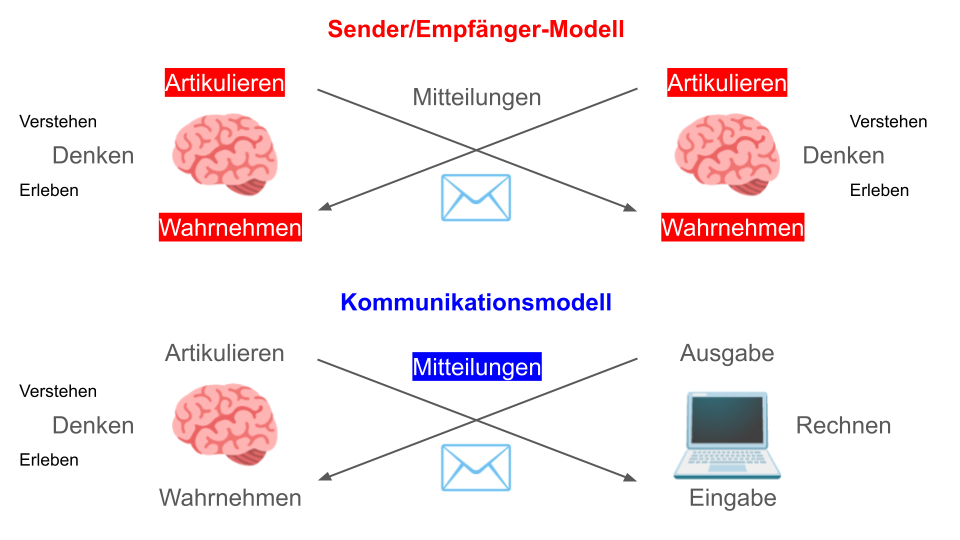 Sender/Empfänger-Modell
Artikulieren
Mitteilungen
Artikulieren
Verstehen
Denken
Erleben
Verstehen
Denken
Erleben
Wahrnehmen
Wahrnehmen
Kommunikationsmodell
Artikulieren
Mitteilungen
Ausgabe
Verstehen
Denken
Erleben
Rechnen
Wahrnehmen
Eingabe